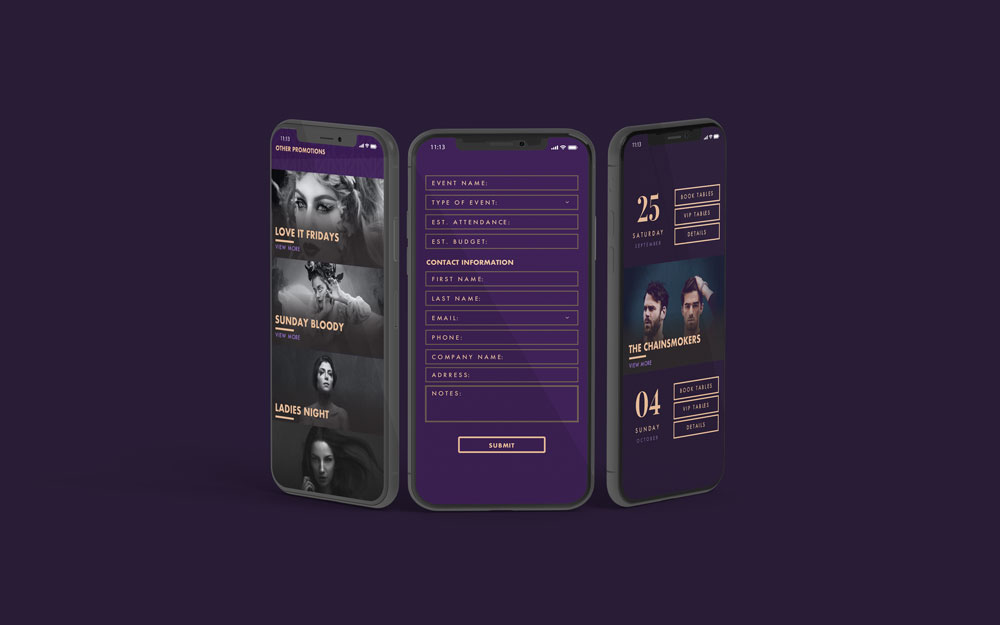 11:13
OTHER PROMOTIONS
LOVE IT FRIDAYS
VIEW MORE
SUNDAY BLOODY
VIEW MORE
LADIES NIGHT
11:13
EVENT NAME:
TYPE OF EVENT:
EST. ATTENDANCE:
EST. BUDGET:
CONTACT INFORMATION
FIRST NAME:
LAST NAME:
EMAIL:
PHONE:
COMPANY NAME:
ADRRESS:
NOTES:
SUBMIT
11:13
25
SATURDAY
SEPTEMBER
BOOK TABLES
VIP TABLES
DETAILS
THE CHAINSMOKERS
VIEW MORE
04
SUNDAY
OCTOBER
BOOK TABLES
VIP TABLES
DETAILS